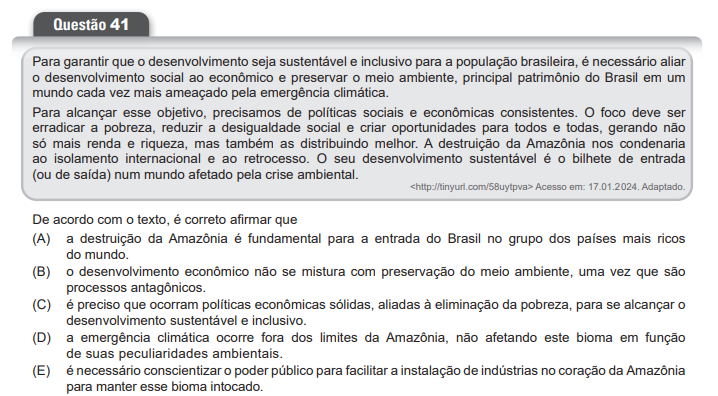 Questão 41
Para garantir que o desenvolvimento seja sustentável e inclusivo para a população brasileira, é necessário aliar
o desenvolvimento social ao econômico e preservar o meio ambiente, principal patrimônio do Brasil em um
mundo cada vez mais ameaçado pela emergência climática.
Para alcançar esse objetivo, precisamos de políticas sociais e econômicas consistentes. O foco deve ser
erradicar a pobreza, reduzir a desigualdade social e criar oportunidades para todos e todas, gerando não
só mais renda e riqueza, mas também as distribuindo melhor. A destruição da Amazônia nos condenaria
ao isolamento internacional e ao retrocesso. O seu desenvolvimento sustentável é o bilhete de entrada
(ou de saída) num mundo afetado pela crise ambiental.
<http://tinyurl.com/58uytpva> Acesso em: 17.01.2024. Adaptado.
De acordo com o texto, é correto afirmar que
(A) a destruição da Amazônia é fundamental para a entrada do Brasil no grupo dos países mais ricos
do mundo.
(B) o desenvolvimento econômico não se mistura com preservação do meio ambiente, uma vez que são
processos antagônicos.
(C) é preciso que ocorram políticas econômicas sólidas, aliadas à eliminação da pobreza, para se alcançar o
desenvolvimento sustentável e inclusivo.
(D) a emergência climática ocorre fora dos limites da Amazônia, não afetando este bioma em função
de suas peculiaridades ambientais.
(E) é necessário conscientizar o poder público para facilitar a instalação de indústrias no coração da Amazônia
para manter esse bioma intocado.